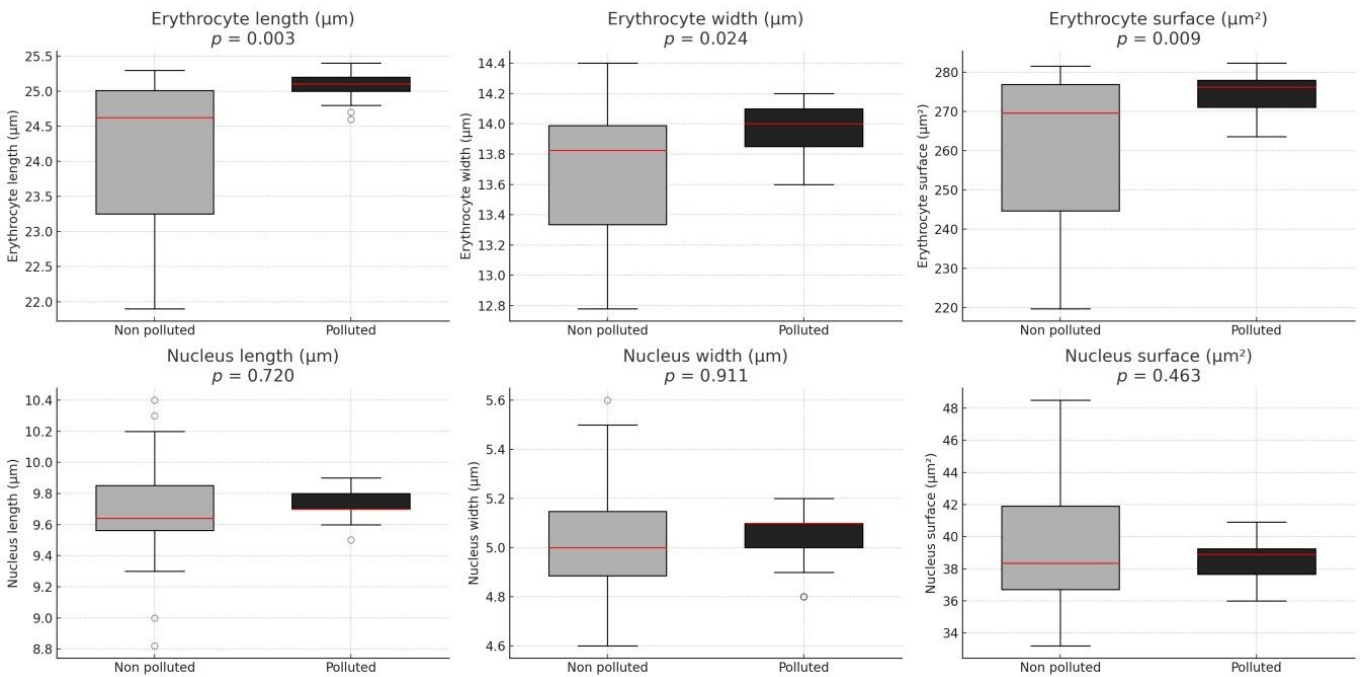 Erythrocyte length (µm)
p = 0.003
Erythrocyte length (µm)
25.5
25.0
24.5
24.0
23.5
23.0
22.5
22.0
Non polluted
Polluted
Erythrocyte width (µm)
p = 0.024
Erythrocyte width (µm)
14.4
14.2
14.0
13.8
13.6
13.4
13.2
13.0
12.8
Non polluted
Polluted
Erythrocyte surface (µm²)
p = 0.009
Erythrocyte surface (µm²)
280
270
260
250
240
230
220
Non polluted
Polluted
Nucleus length (µm)
p = 0.720
Nucleus length (µm)
10.4
10.2
10.0
9.8
9.6
9.4
9.2
9.0
8.8
Non polluted
Polluted
Nucleus width (µm)
p = 0.911
Nucleus width (µm)
5.6
5.4
5.2
5.0
4.8
4.6
Non polluted
Polluted
Nucleus surface (µm²)
p = 0.463
Nucleus surface (µm²)
48
46
44
42
40
38
36
34
Non polluted
Polluted